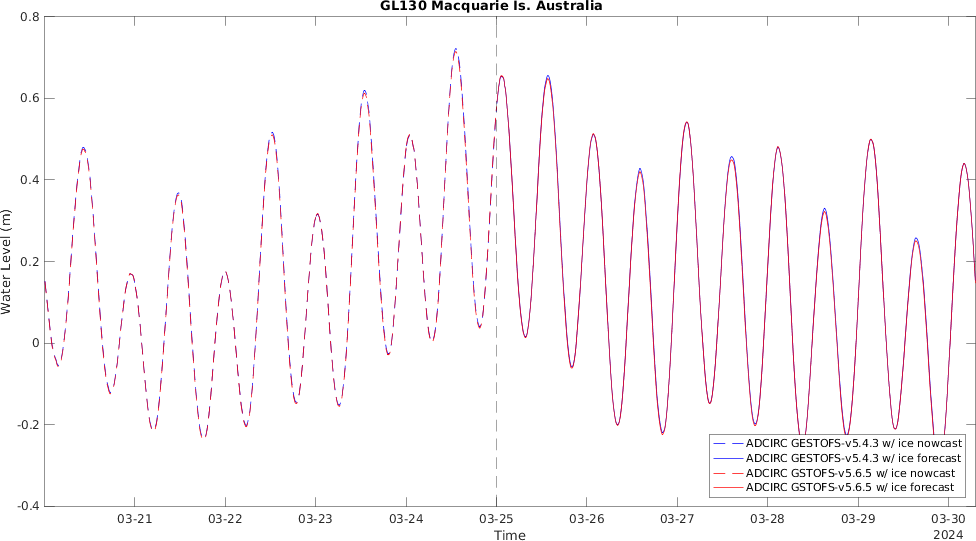 GL130 Macquarie Is. Australia
0.8
0.6
0.4
0.2
0
-0.2
-0.4
Water Level (m)
ADCIRC GESTOFS-v5.4.3 w/ ice nowcast
ADCIRC GESTOFS-v5.4.3 w/ ice forecast
ADCIRC GSTOFS-v5.6.5 w/ ice nowcast
ADCIRC GSTOFS-v5.6.5 w/ ice forecast
03-21 03-22 03-23 03-24 03-25 03-26 03-27 03-28 03-29 03-30
Time
2024